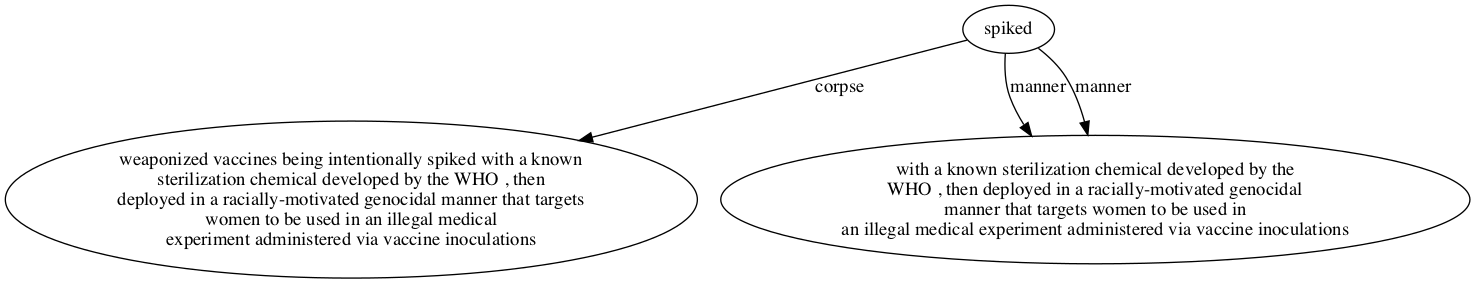 spiked
corpse
manner
manner
weaponized vaccines being intentionally spiked with a known
sterilization chemical developed by the WHO , then
deployed in a racially-motivated genocidal manner that targets
women to be used in an illegal medical
experiment administered via vaccine inoculations
with a known sterilization chemical developed by the
WHO , then deployed in a racially-motivated genocidal
manner that targets women to be used in
an illegal medical experiment administered via vaccine inoculations